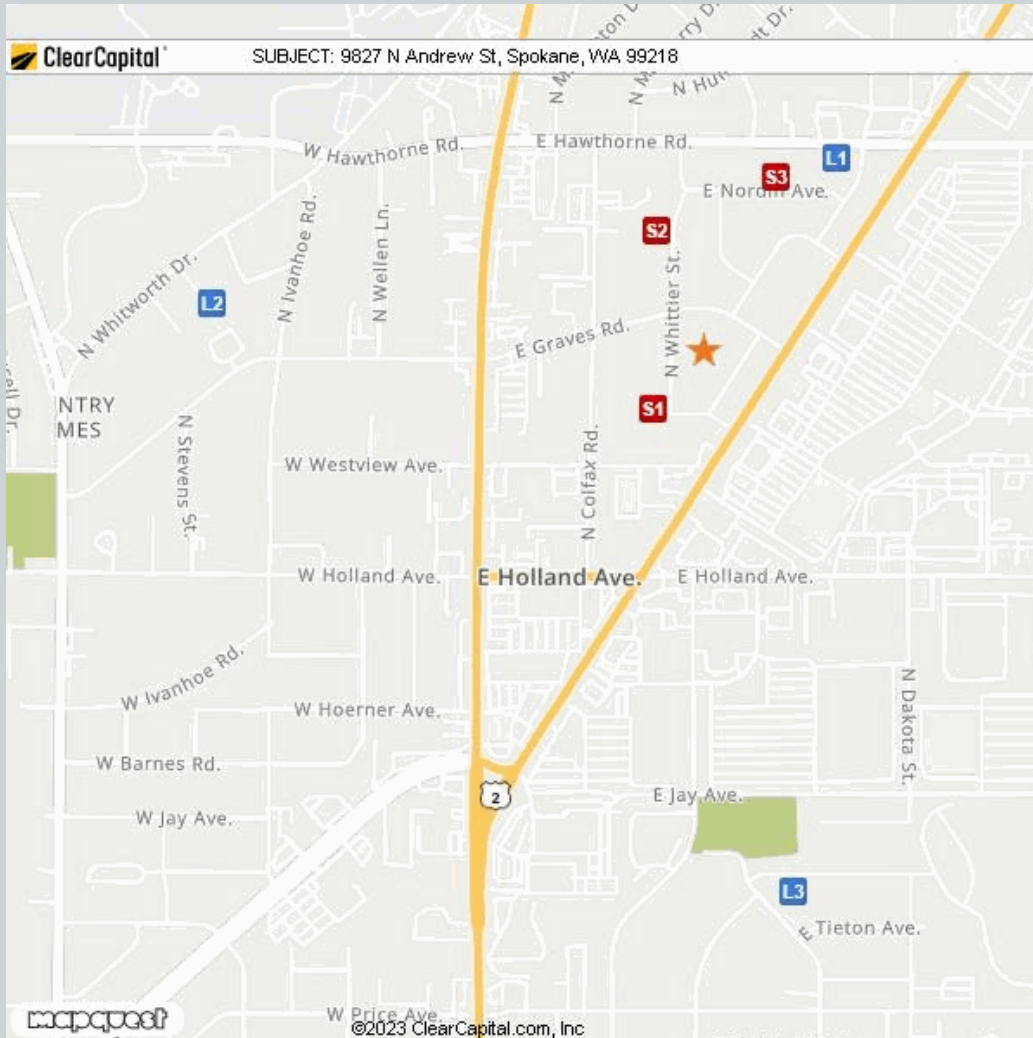 ClearCapital
SUBJECT: 9827 N Andrew St, Spokane, WA 99218
W Hawthorne Rd.
E Hawthorne Rd.
L1
S3
E Nordin Ave.
S2
N Ivanhoe Rd.
N Wellen Ln.
N Whitworth Dr.
N Whittier St.
L2
E Graves Rd.
NTRY
MES
S1
N Stevens St.
N Colfax Rd.
W Westview Ave.
W Holland Ave.
E Holland Ave.
E Holland Ave.
W Ivanhoe Rd.
W Hoerner Ave.
N Dakota St.
W Barnes Rd.
2
E Jay Ave.
W Jay Ave.
L3
E Tieton Ave.
mapquest
W Price Ave.
©2023 ClearCapital.com, Inc